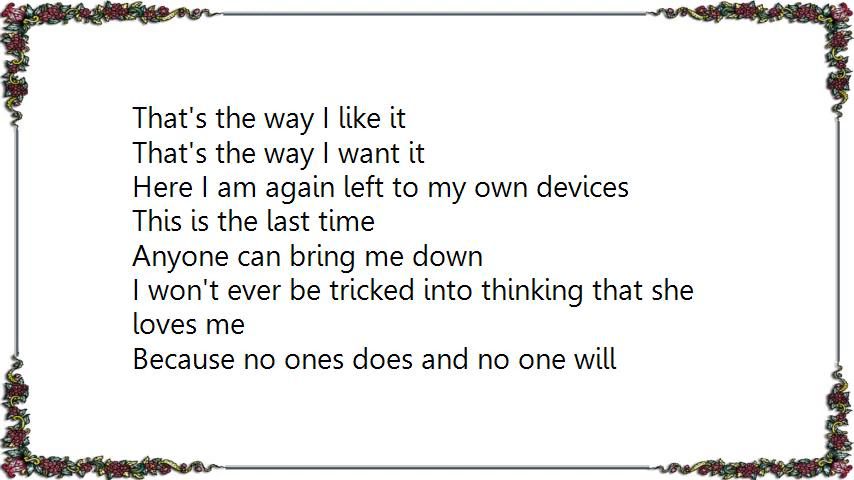 That's the way I like it
That's the way I want it
Here I am again left to my own devices
This is the last time
Anyone can bring me down
I won't ever be tricked into thinking that she
loves me
Because no ones does and no one will